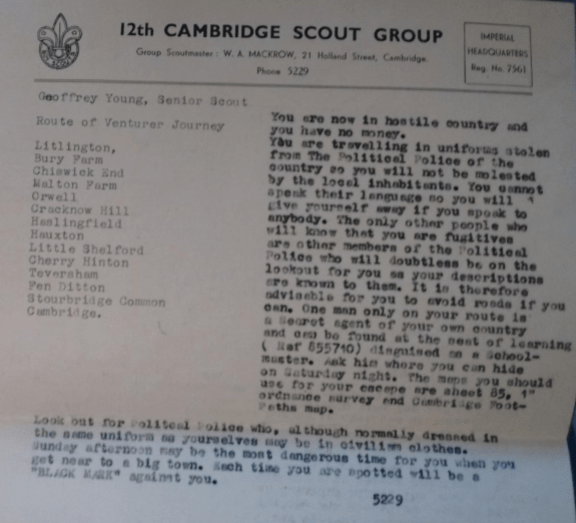 12th CAMBRIDGE SCOUT GROUP
Group Scoutmaster: W. A. MACKROW, 21 Holland Street, Cambridge.
Phone 5229
IMPERIAL
HEADQUARTERS
Reg. No. 7561
Geoffrey Young, Senior Scout
Route of Venturer Journey
Litlington,
Bury Farm
Chiswick End
Malton Farm
Orwell
Cracknow Hill
Haslingfield
Hauxton
Little Shelford
Cherry Hinton
Teversham
Fen Ditton
Stourbridge Common
Cambridge.
You are now in hostile country and
you have no money.
You are travelling in uniforms stolen
from The Political Police of the
country so you will not be molested
by the local inhabitants. You cannot
speak their language so you will
give yourself away if you speak to
anybody. The only other people who
will know that you are fugitives
are other members of the Political
Police who will doubtless be on the
lookout for you as your descriptions
are known to them. It is therefore
advisable for you to avoid roads if you
can. One man only on your route is
a Secret agent of your own country
and can be found at the seat of learning
( Ref 855710) disguised as a School-
master. Ask him where you can hide
on Saturday night. The maps you should
use for your escape are sheet 85, 1"
ordnance survey and Cambridge Foot-
Paths map.
Look out for Politcal Police who, although normally dressed in
the same uniform as yourselves may be in civilian clothes.
Sunday afternoon may be the most dangerous time for you when you
get near to a big town. Each time you are spotted will be a
"BLACK MARK" against you.
5229